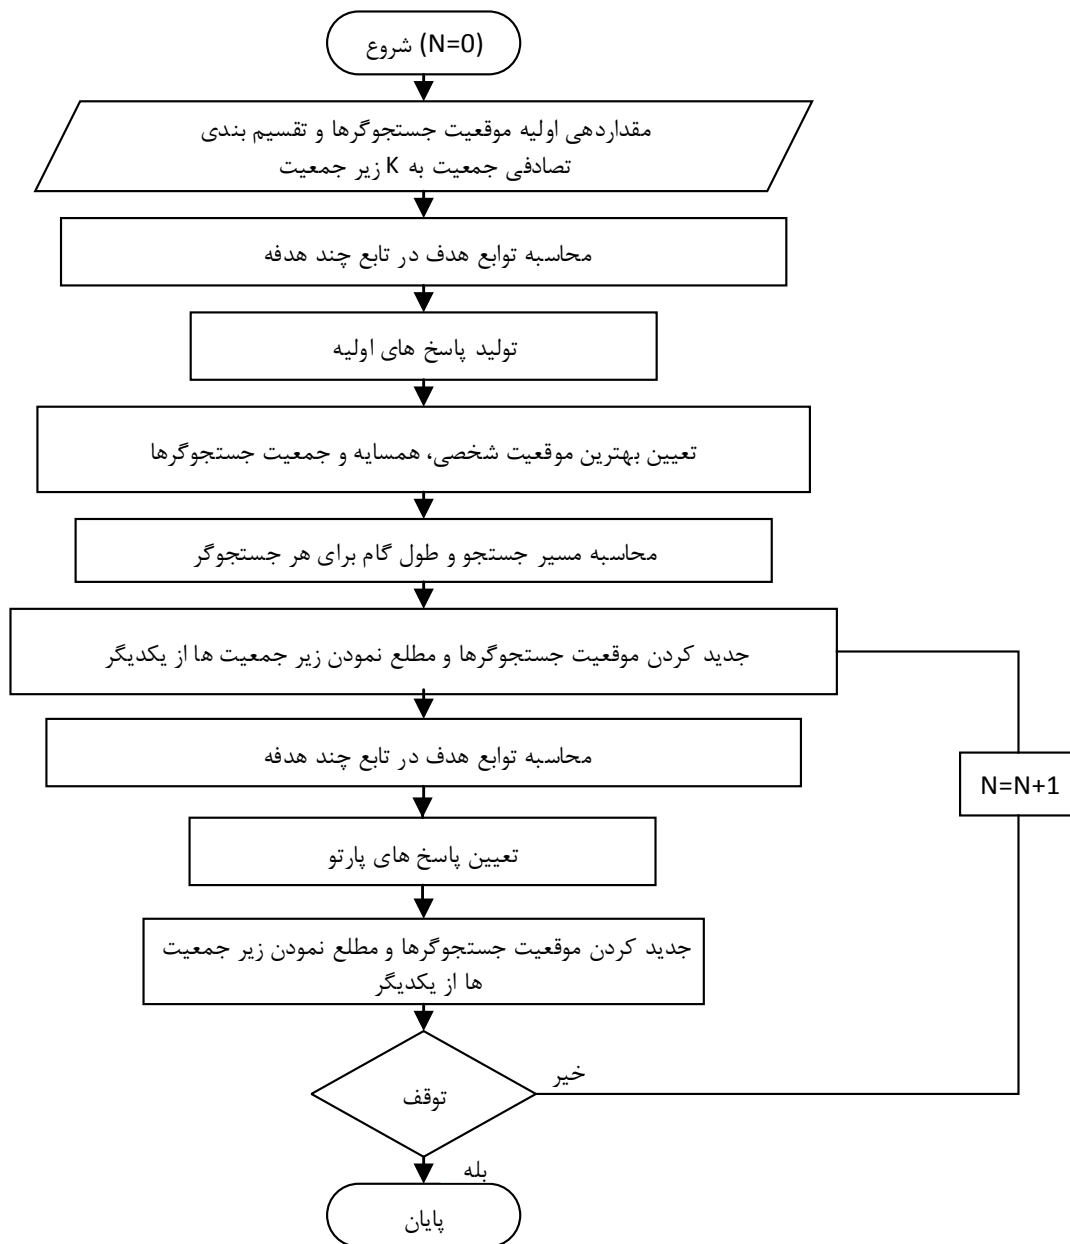 شروع (N=0)
مقداردهی اولیه موقعیت جستجوگرها و تقسیم بندی
تصادفی جمعیت به K زیر جمعیت
محاسبه توابع هدف در تابع چند هدفه
تولید پاسخ های اولیه
تعیین بهترین موقعیت شخصی، همسایه و جمعیت جستجوگرها
محاسبه مسیر جستجو و طول گام برای هر جستجوگر
جدید کردن موقعیت جستجوگرها و مطلع نمودن زیر جمعیت ها از یکدیگر
محاسبه توابع هدف در تابع چند هدفه
N=N+1
تعیین پاسخ های پارتو
جدید کردن موقعیت جستجوگرها و مطلع نمودن زیر جمعیت
ها از یکدیگر
توقف
خیر
بله
پایان